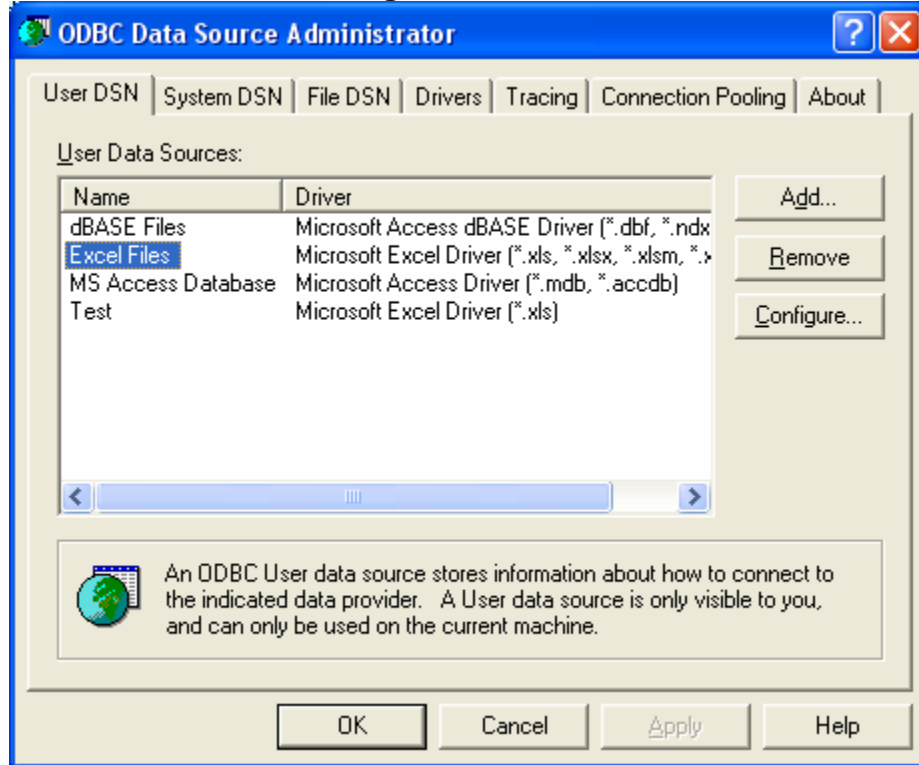 ODBC Data Source Administrator
User DSN System DSN File DSN Drivers Tracing Connection Pooling About
User Data Sources:
Name Driver
dBASE Files Microsoft Access dBASE Driver (*.dbf, *.ndx
Excel Files Microsoft Excel Driver (*.xls, *.xlsx, *.xlsm, *.x
MS Access Database Microsoft Access Driver (*.mdb, *.accdb)
Test Microsoft Excel Driver (*.xls)
Add...
Remove
Configure...
An ODBC User data source stores information about how to connect to
the indicated data provider. A User data source is only visible to you,
and can only be used on the current machine.
OK Cancel Apply Help